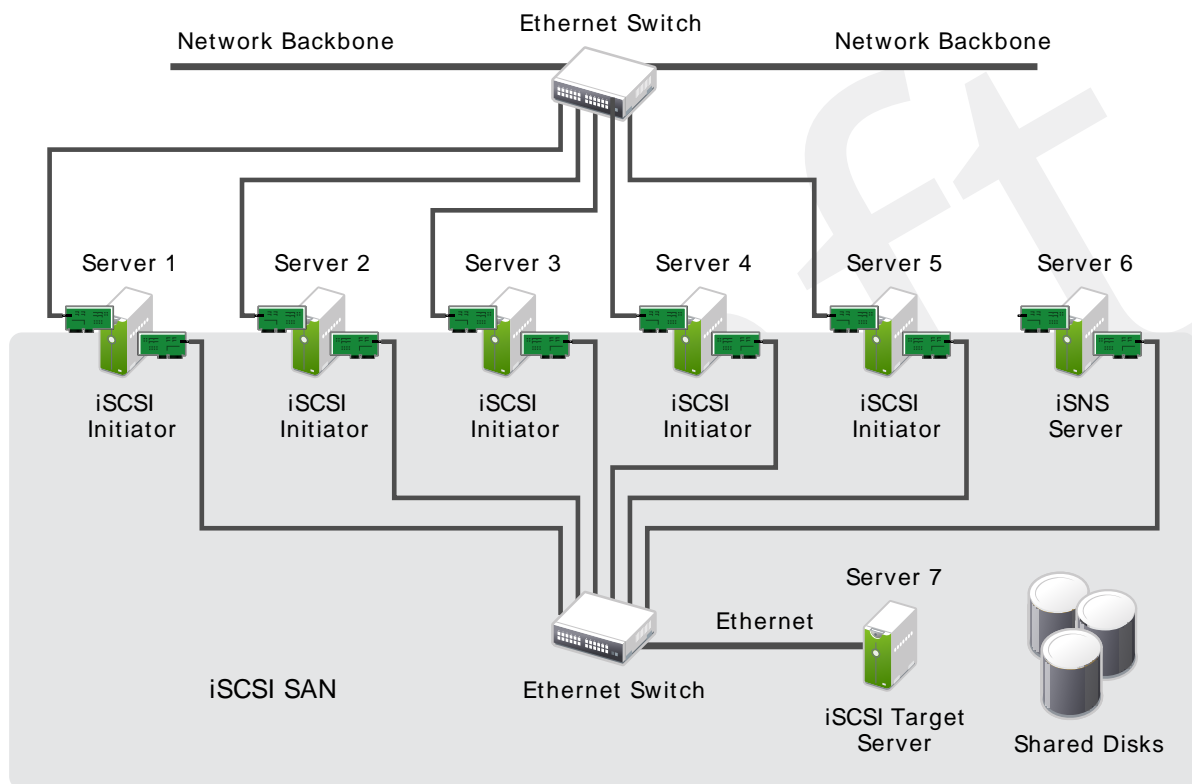 Ethernet Switch
Network Backbone
Network Backbone
ft
Server 1
Server 2
Server 3
Server 4
Server 5
Server 6
iSCSI
Initiator
iSCSI
Initiator
iSCSI
Initiator
iSCSI
Initiator
iSCSI
Initiator
iSNS
Server
Server 7
Ethernet
iSCSI SAN
Ethernet Switch
iSCSI Target
Server
Shared Disks